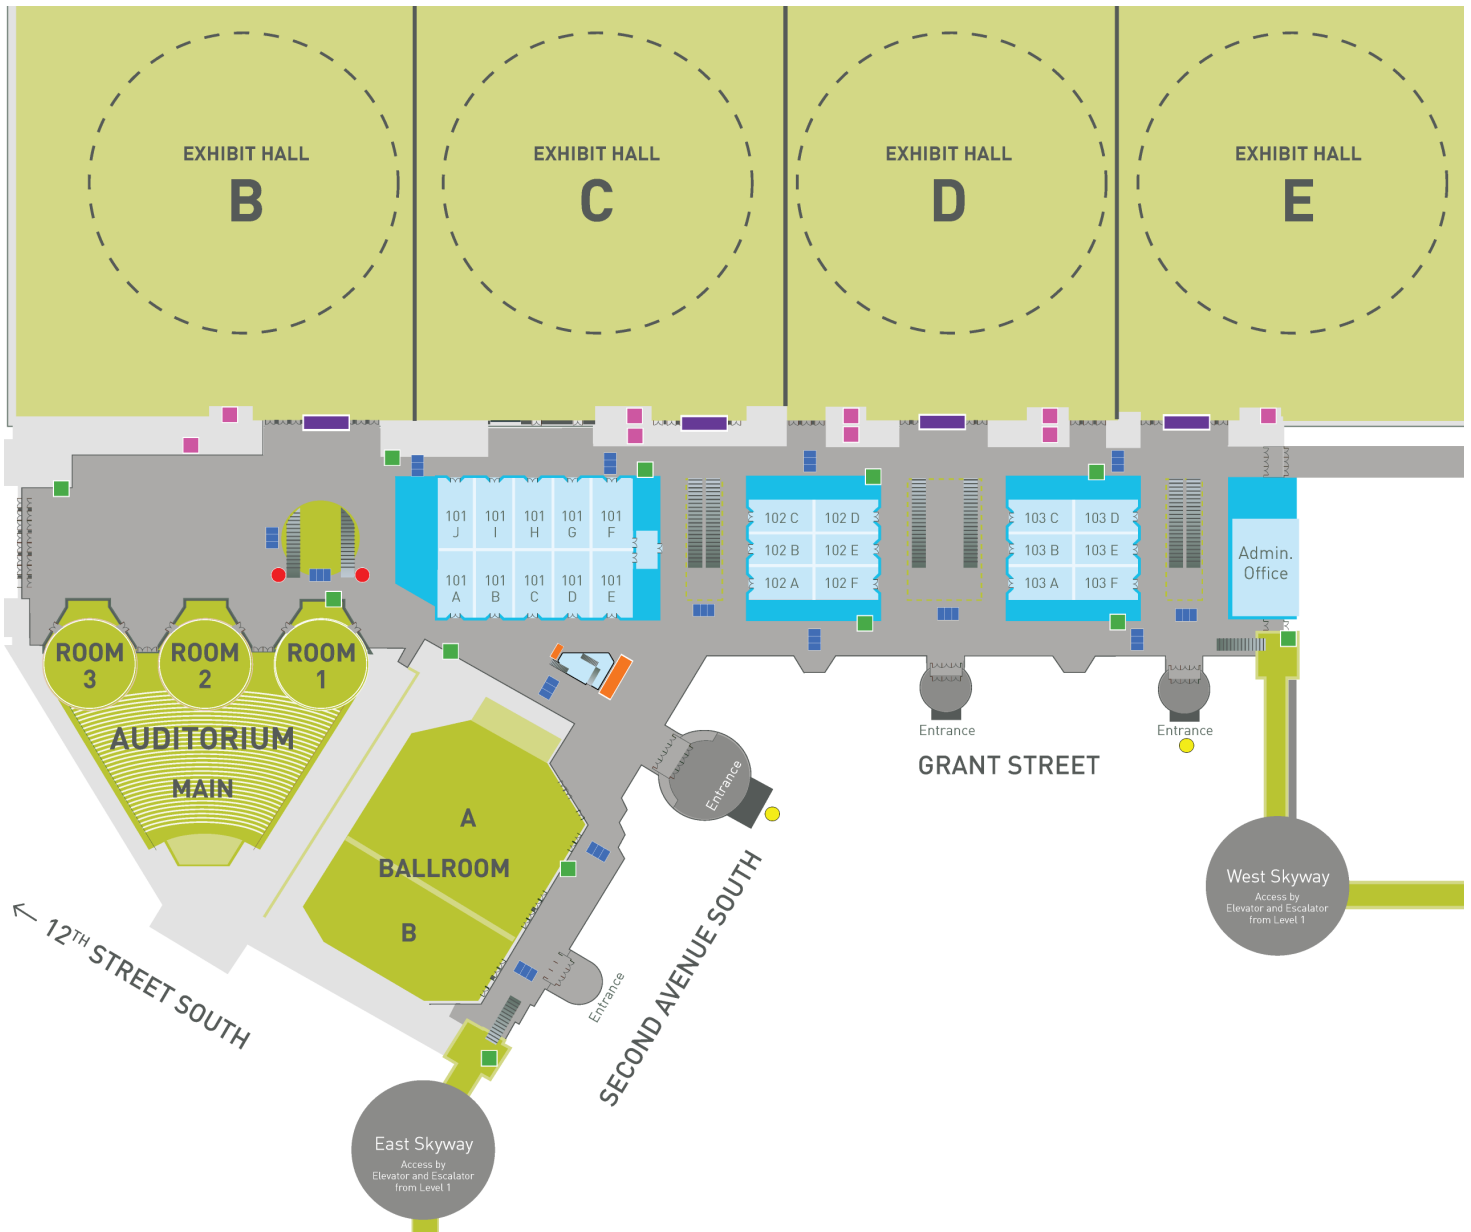 EXHIBIT HALL
B
EXHIBIT HALL
C
EXHIBIT HALL
D
EXHIBIT HALL
E
101
J
101
I
101
H
101
G
101
F
101
A
101
B
101
C
101
D
101
E
102 C
102 D
102 B
102 E
102 A
102 F
103 C
103 D
103 B
103 E
103 A
103 F
Admin.
Office
ROOM
3
ROOM
2
ROOM
1
AUDITORIUM
MAIN
A
BALLROOM
B
Entrance
Entrance
Entrance
Entrance
GRANT STREET
SECOND AVENUE SOUTH
← 12TH STREET SOUTH
West Skyway
Access by
Elevator and Escalator
from Level 1
East Skyway
Access by
Elevator and Escalator
from Level 1